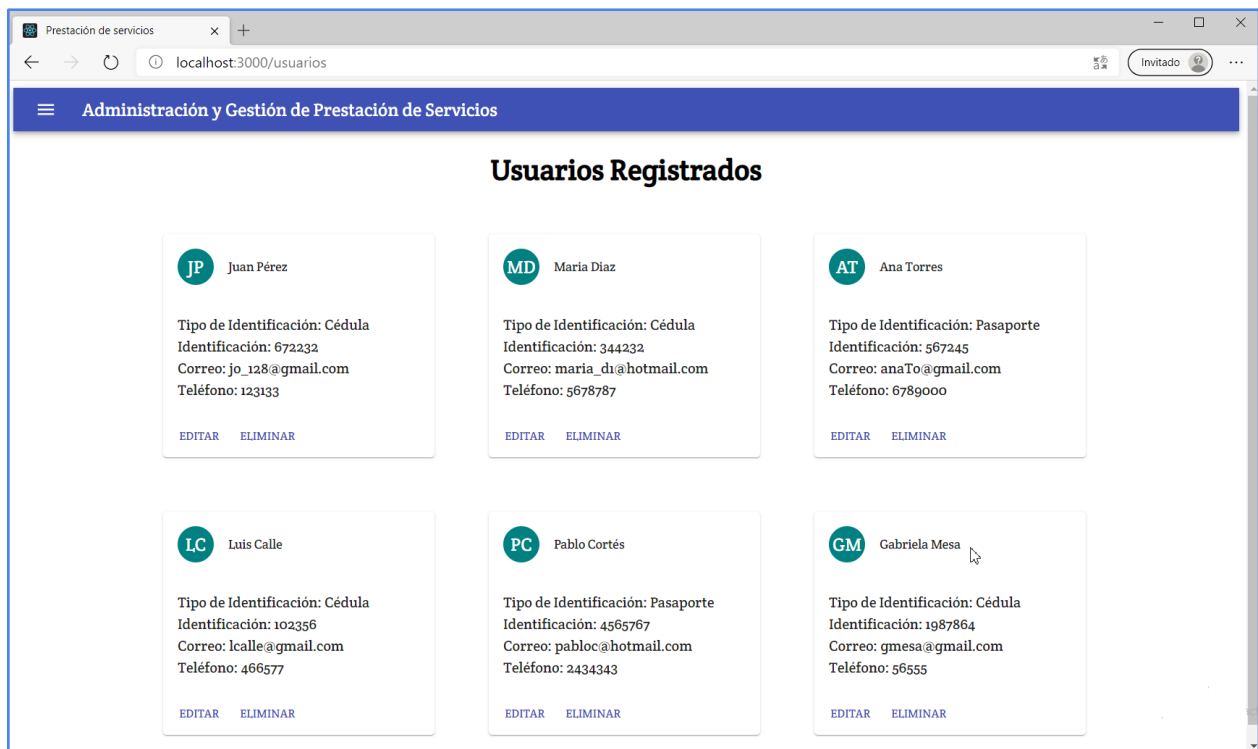 Prestación de servicios
localhost:3000/usuarios
Invitado
Administración y Gestión de Prestación de Servicios
Usuarios Registrados
JP Juan Pérez
Tipo de Identificación: Cédula
Identificación: 672232
Correo: jo_128@gmail.com
Teléfono: 123133
EDITAR ELIMINAR
MD Maria Diaz
Tipo de Identificación: Cédula
Identificación: 344232
Correo: maria_d1@hotmail.com
Teléfono: 5678787
EDITAR ELIMINAR
AT Ana Torres
Tipo de Identificación: Pasaporte
Identificación: 567245
Correo: anaTo@gmail.com
Teléfono: 6789000
EDITAR ELIMINAR
LC Luis Calle
Tipo de Identificación: Cédula
Identificación: 102356
Correo: lcalle@gmail.com
Teléfono: 466577
EDITAR ELIMINAR
PC Pablo Cortés
Tipo de Identificación: Pasaporte
Identificación: 4565767
Correo: pabloc@hotmail.com
Teléfono: 2434343
EDITAR ELIMINAR
GM Gabriela Mesa
Tipo de Identificación: Cédula
Identificación: 1987864
Correo: gmesa@gmail.com
Teléfono: 56555
EDITAR ELIMINAR